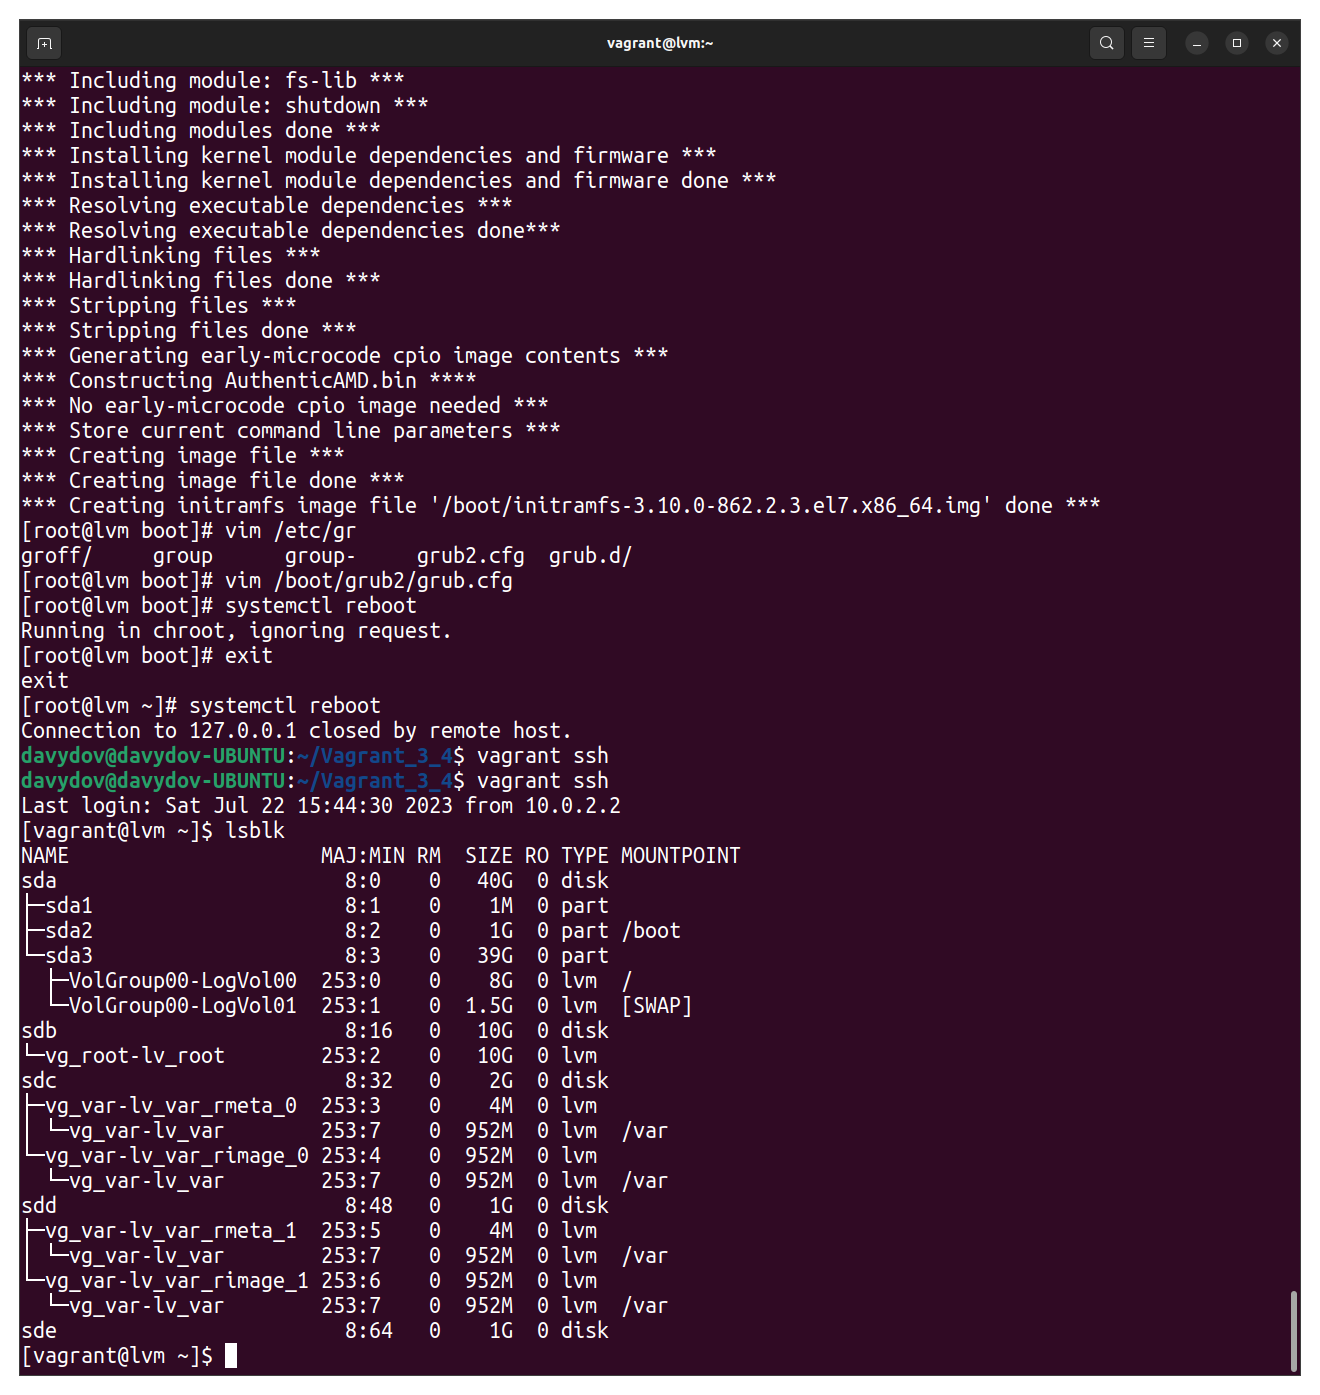 vagrant@lvm:~
*** Including module: fs-lib ***
*** Including module: shutdown ***
*** Including modules done ***
*** Installing kernel module dependencies and firmware ***
*** Installing kernel module dependencies and firmware done ***
*** Resolving executable dependencies ***
*** Resolving executable dependencies done***
*** Hardlinking files ***
*** Hardlinking files done ***
*** Stripping files ***
*** Stripping files done ***
*** Generating early-microcode cpio image contents ***
*** Constructing AuthenticAMD.bin ****
*** No early-microcode cpio image needed ***
*** Store current command line parameters ***
*** Creating image file ***
*** Creating image file done ***
*** Creating initramfs image file '/boot/initramfs-3.10.0-862.2.3.el7.x86_64.img' done ***
[root@lvm boot]# vim /etc/gr
groff/     group      group-     grub2.cfg  grub.d/
[root@lvm boot]# vim /boot/grub2/grub.cfg
[root@lvm boot]# systemctl reboot
Running in chroot, ignoring request.
[root@lvm boot]# exit
exit
[root@lvm ~]# systemctl reboot
Connection to 127.0.0.1 closed by remote host.
davydov@davydov-UBUNTU:~/Vagrant_3_4$ vagrant ssh
davydov@davydov-UBUNTU:~/Vagrant_3_4$ vagrant ssh
Last login: Sat Jul 22 15:44:30 2023 from 10.0.2.2
[vagrant@lvm ~]$ lsblk
NAME                     MAJ:MIN RM  SIZE RO TYPE MOUNTPOINT
sda                        8:0    0   40G  0 disk
├─sda1                     8:1    0    1M  0 part
├─sda2                     8:2    0    1G  0 part /boot
└─sda3                     8:3    0   39G  0 part
  ├─VolGroup00-LogVol00  253:0    0    8G  0 lvm  /
  └─VolGroup00-LogVol01  253:1    0  1.5G  0 lvm  [SWAP]
sdb                        8:16   0   10G  0 disk
└─vg_root-lv_root        253:2    0   10G  0 lvm
sdc                        8:32   0    2G  0 disk
├─vg_var-lv_var_rmeta_0  253:3    0    4M  0 lvm
│ └─vg_var-lv_var        253:7    0  952M  0 lvm  /var
└─vg_var-lv_var_rimage_0 253:4    0  952M  0 lvm
  └─vg_var-lv_var        253:7    0  952M  0 lvm  /var
sdd                        8:48   0    1G  0 disk
├─vg_var-lv_var_rmeta_1  253:5    0    4M  0 lvm
│ └─vg_var-lv_var        253:7    0  952M  0 lvm  /var
└─vg_var-lv_var_rimage_1 253:6    0  952M  0 lvm
  └─vg_var-lv_var        253:7    0  952M  0 lvm  /var
sde                        8:64   0    1G  0 disk
[vagrant@lvm ~]$